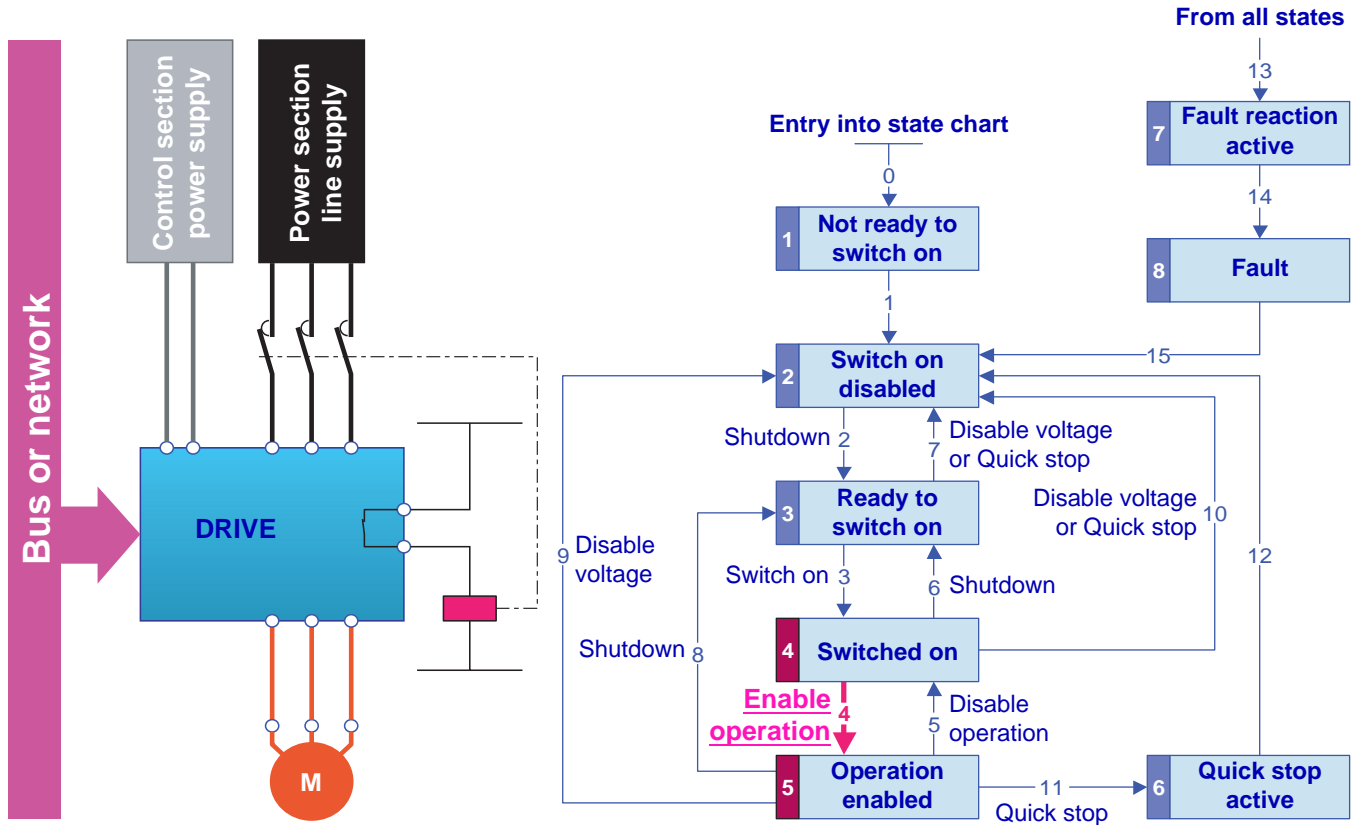 Bus or network
Control section
power supply
Power section
line supply
DRIVE
M
From all states
13
7
Fault reaction
active
14
8
Fault
15
Entry into state chart
0
1
Not ready to
switch on
1
2
Switch on
disabled
Shutdown 2
7
Disable voltage
or Quick stop
3
Ready to
switch on
Disable voltage
or Quick stop
10
12
9
Disable
voltage
Switch on 3
6 Shutdown
4
Switched on
Shutdown 8
Enable
operation
4
5
Disable
operation
5
Operation
enabled
11
Quick stop
6
Quick stop
active